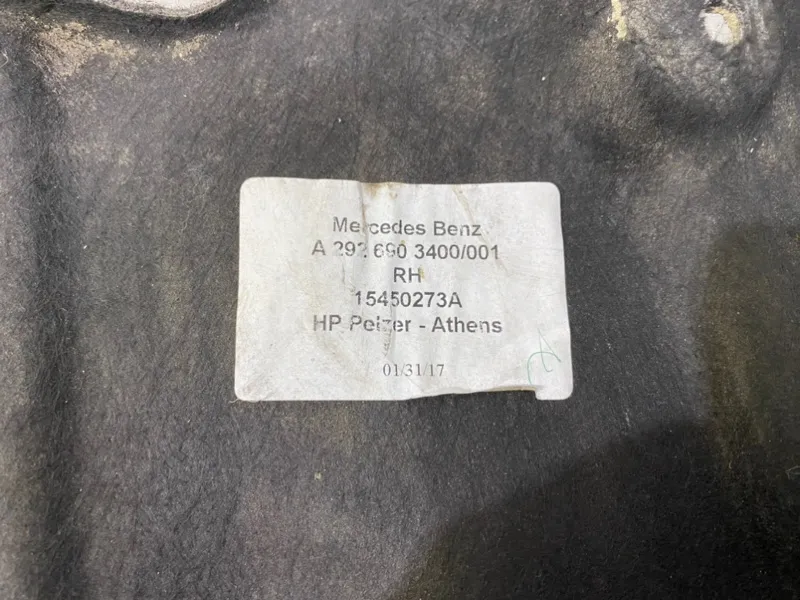 Mercedes Benz
A 292 690 3400/001
RH
15450273A
HP Pelzer - Athens
01/31/17